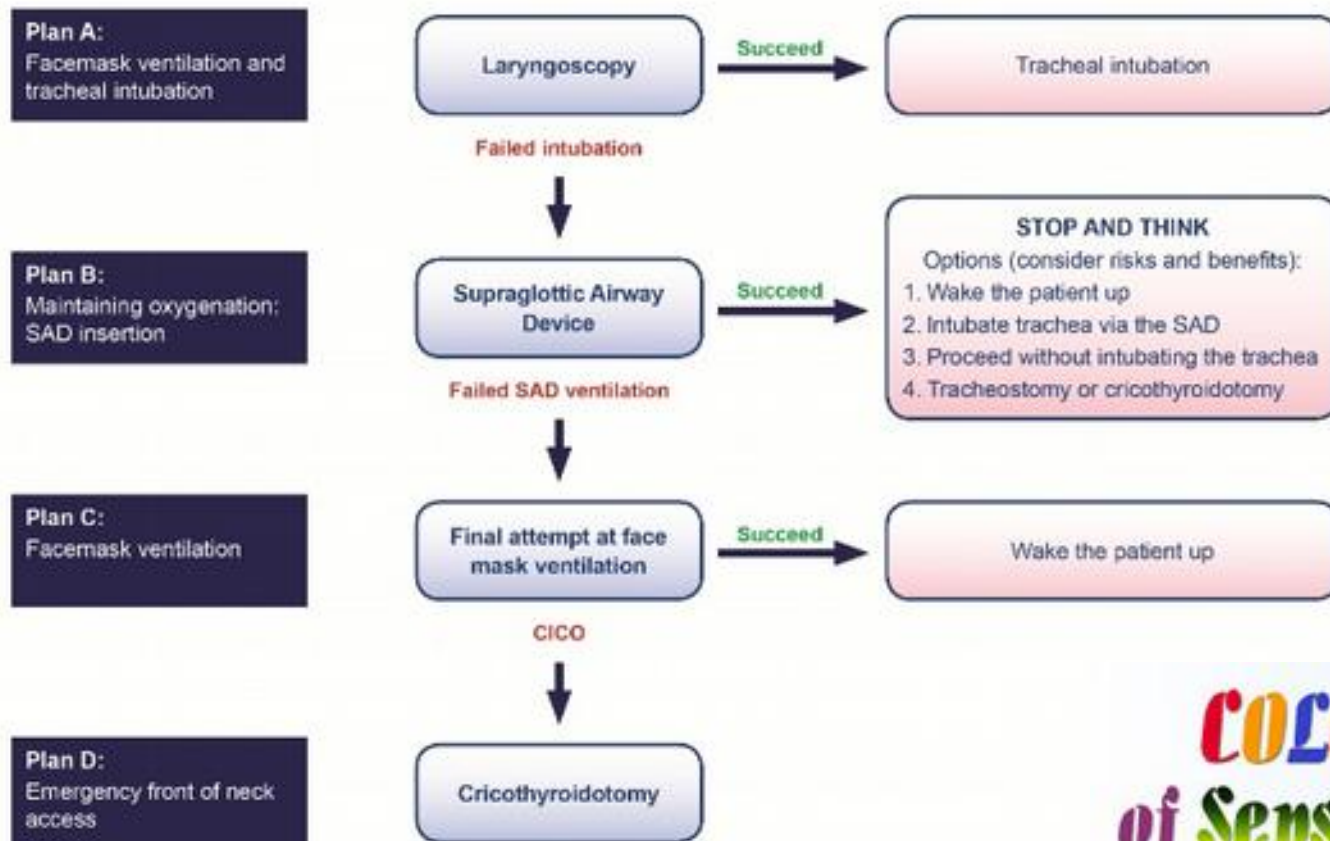 Plan A:
Facemask ventilation and
tracheal intubation
Laryngoscopy
Succeed
Tracheal intubation
Failed intubation
Plan B:
Maintaining oxygenation:
SAD insertion
Supraglottic Airway
Device
Succeed
STOP AND THINK
Options (consider risks and benefits):
1. Wake the patient up
2. Intubate trachea via the SAD
3. Proceed without intubating the trachea
4. Tracheostomy or cricothyroidotomy
Failed SAD ventilation
Plan C:
Facemask ventilation
Final attempt at face
mask ventilation
Succeed
Wake the patient up
CICO
Plan D:
Emergency front of neck
access
Cricothyroidotomy
of